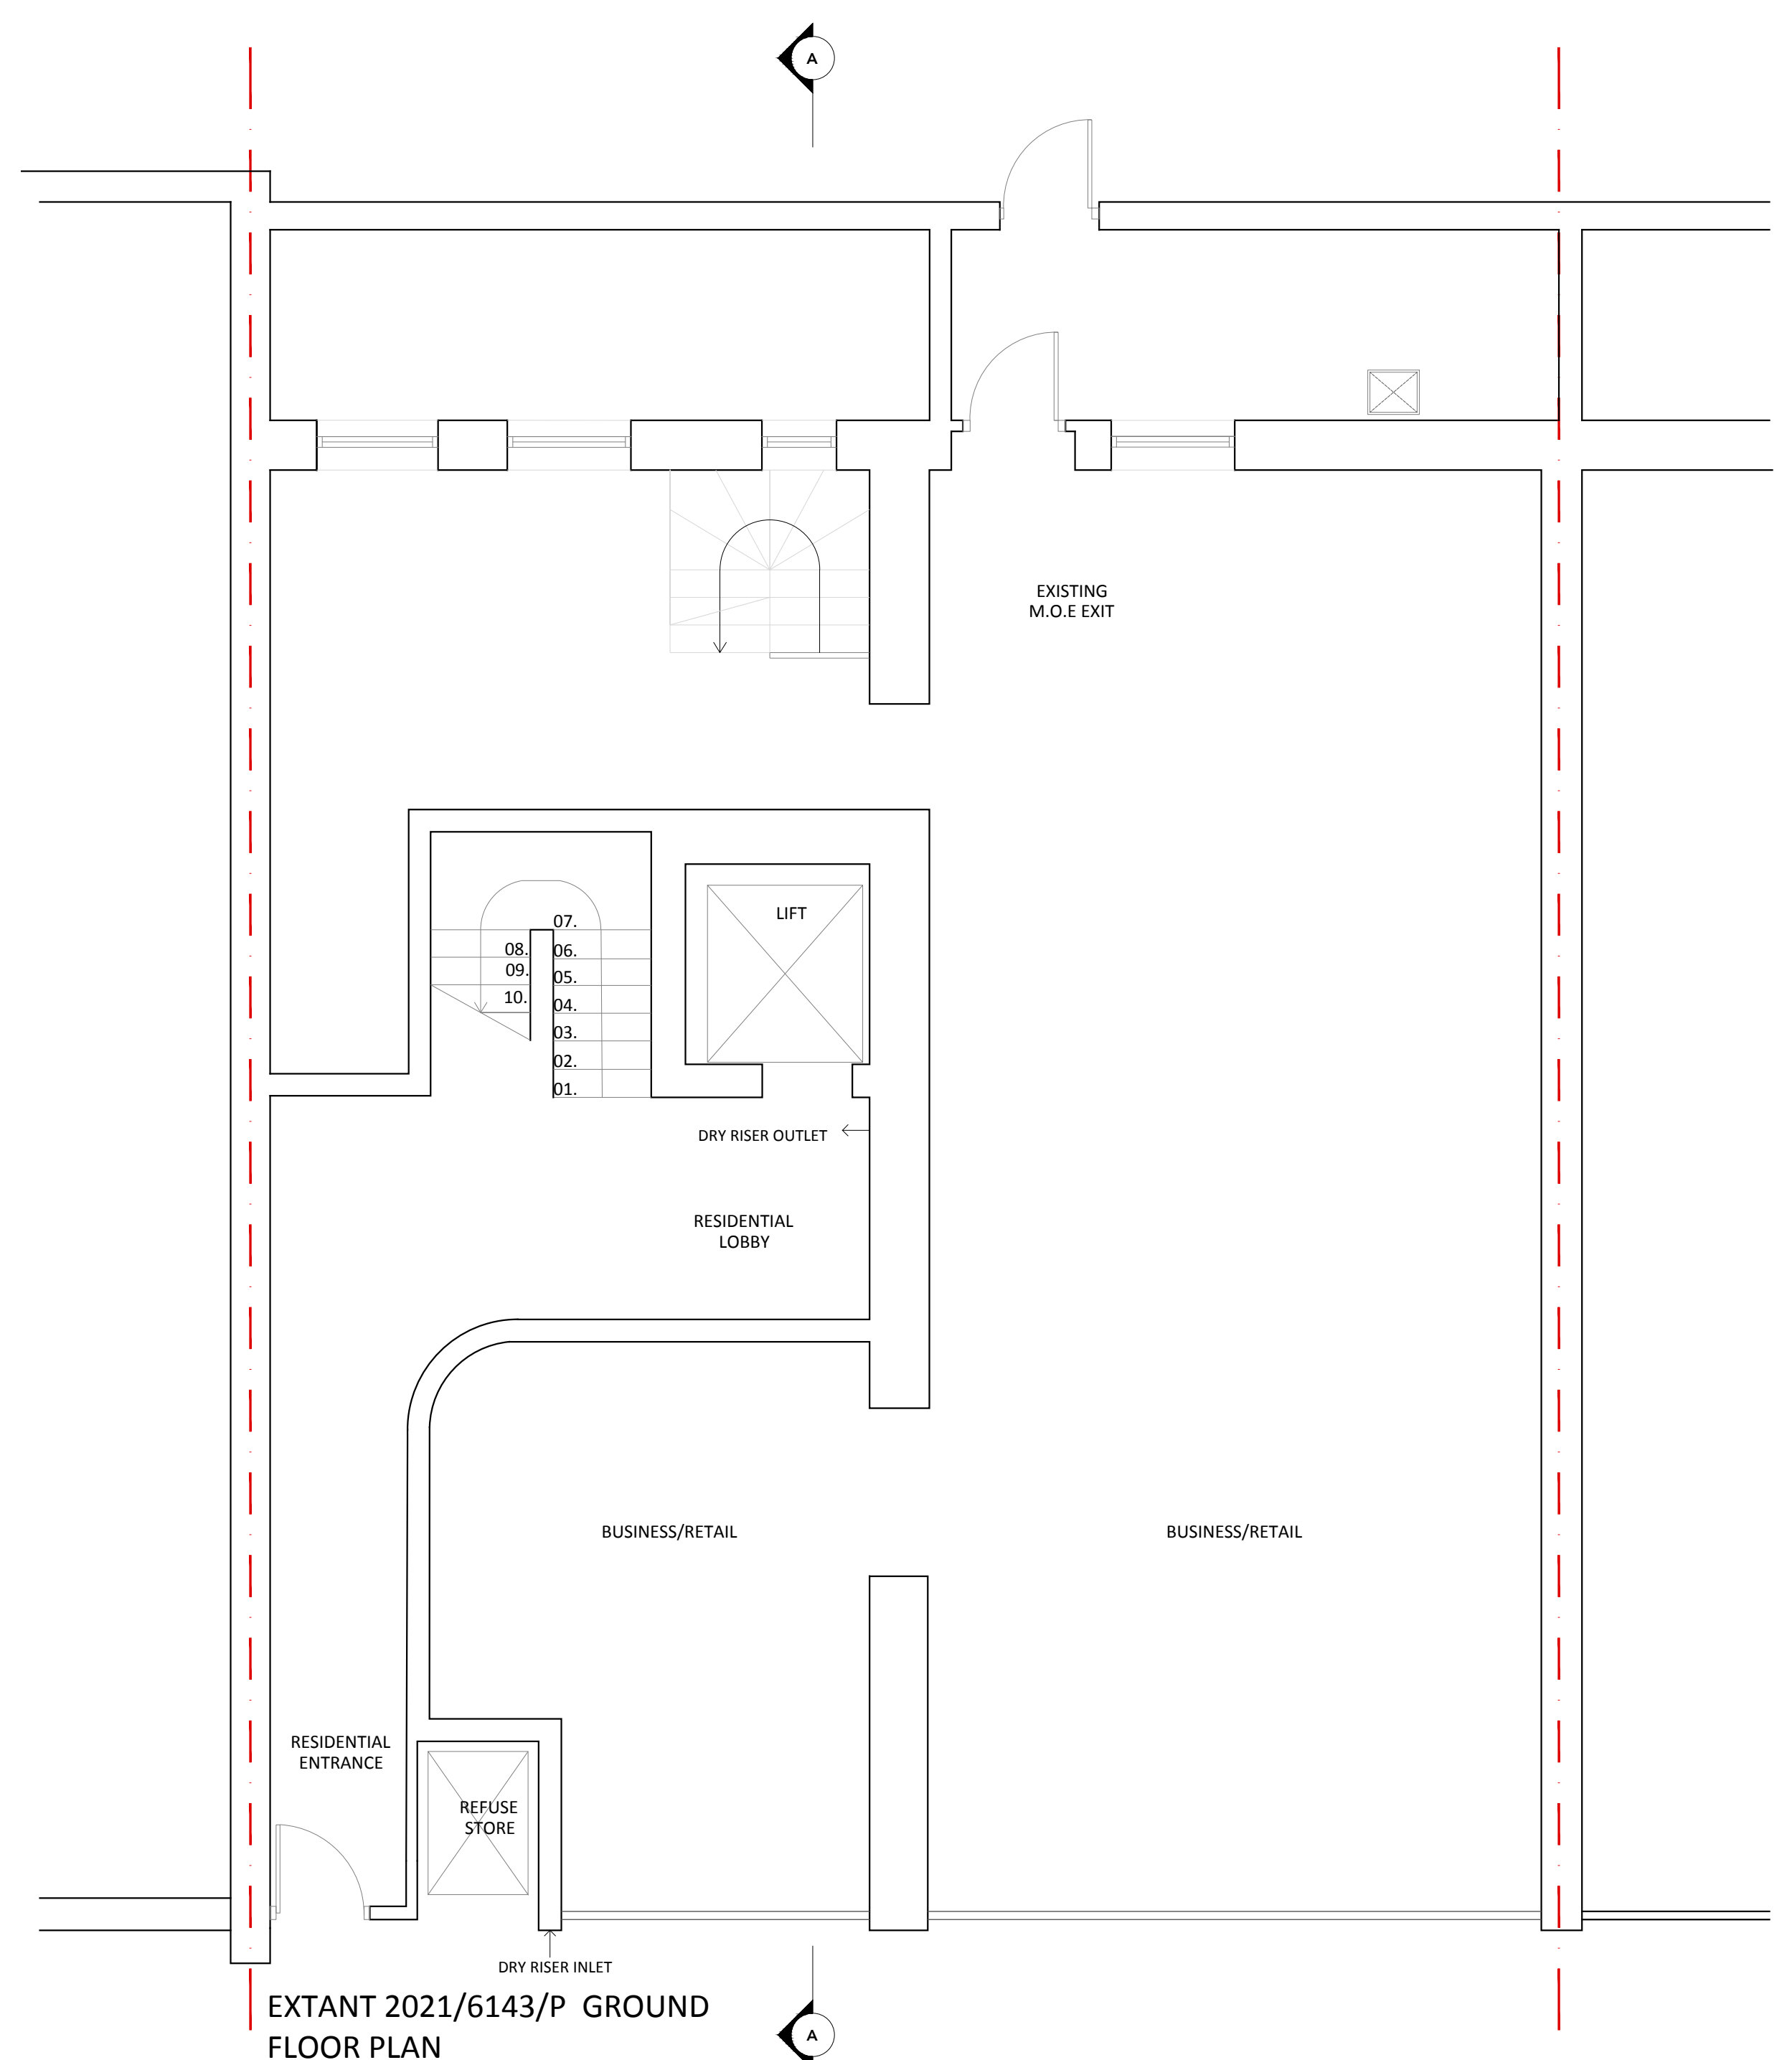 A
EXISTING
M.O.E EXIT
LIFT
07.
08.
06.
09.
05.
10.
04.
03.
02.
01.
DRY RISER OUTLET
RESIDENTIAL
LOBBY
BUSINESS/RETAIL
BUSINESS/RETAIL
RESIDENTIAL
ENTRANCE
REFUSE
STORE
DRY RISER INLET
EXTANT 2021/6143/P GROUND
FLOOR PLAN
A